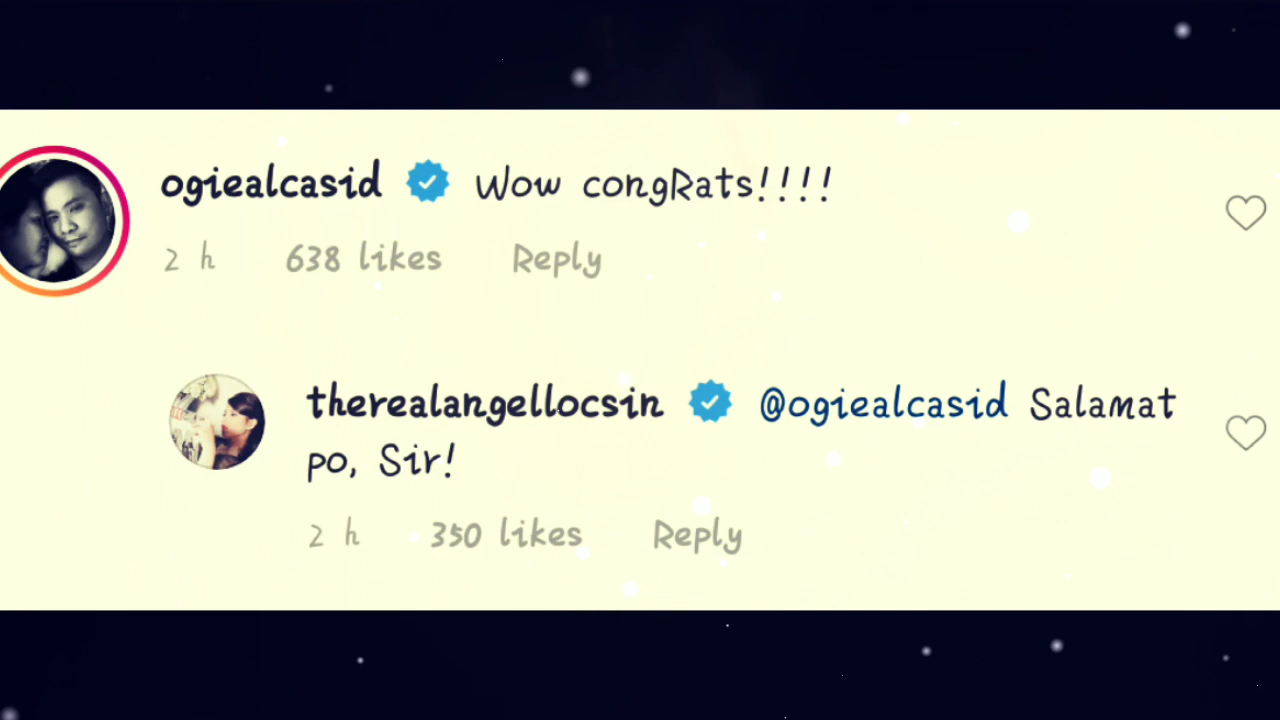 ogiealcasid Wow congRats!!!!
2 h 638 likes Reply
therealangellocsin @ogiealcasid Salamat
po, Sir!
2 h 350 likes Reply